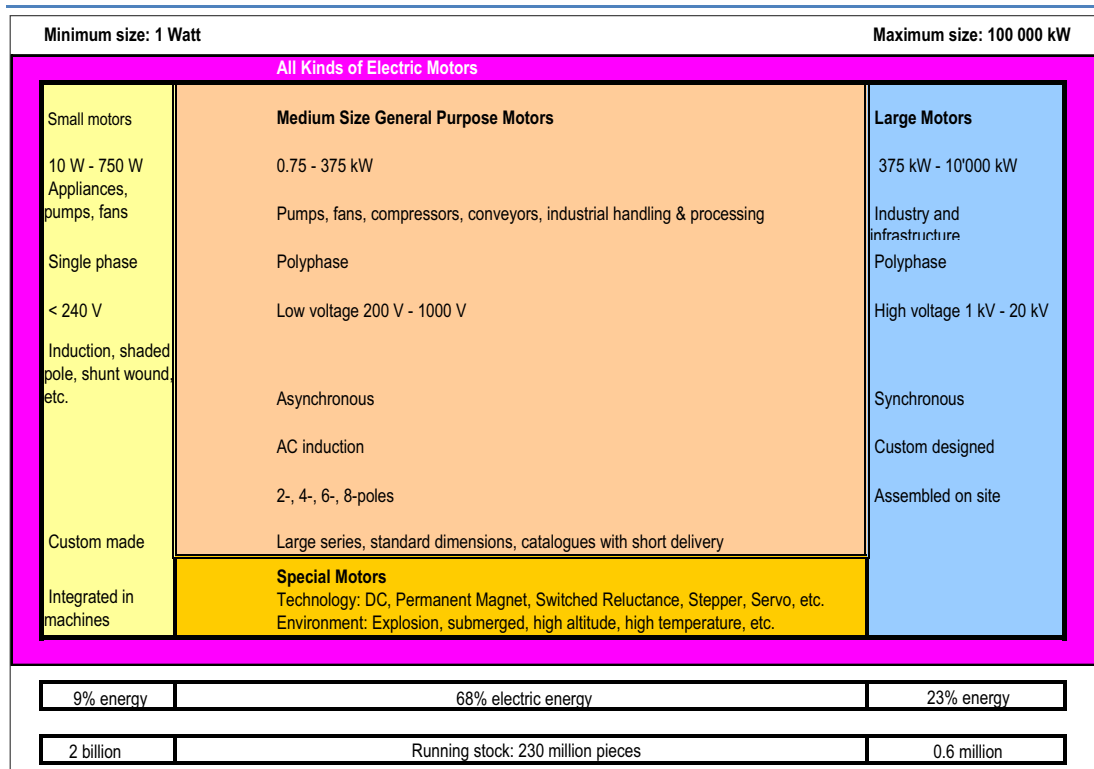 Minimum size: 1 Watt
Maximum size: 100 000 kW
All Kinds of Electric Motors
Small motors
10 W - 750 W
Appliances,
pumps, fans
Single phase
< 240 V
Induction, shaded
pole, shunt wound,
etc.
Custom made
Integrated in
machines
Medium Size General Purpose Motors
0.75 - 375 kW
Pumps, fans, compressors, conveyors, industrial handling & processing
Polyphase
Low voltage 200 V - 1000 V
Asynchronous
AC induction
2-, 4-, 6-, 8-poles
Large series, standard dimensions, catalogues with short delivery
Special Motors
Technology: DC, Permanent Magnet, Switched Reluctance, Stepper, Servo, etc.
Environment: Explosion, submerged, high altitude, high temperature, etc.
Large Motors
375 kW - 10'000 kW
Industry and
infrastructure
Polyphase
High voltage 1 kV - 20 kV
Synchronous
Custom designed
Assembled on site
9% energy
68% electric energy
23% energy
2 billion
Running stock: 230 million pieces
0.6 million